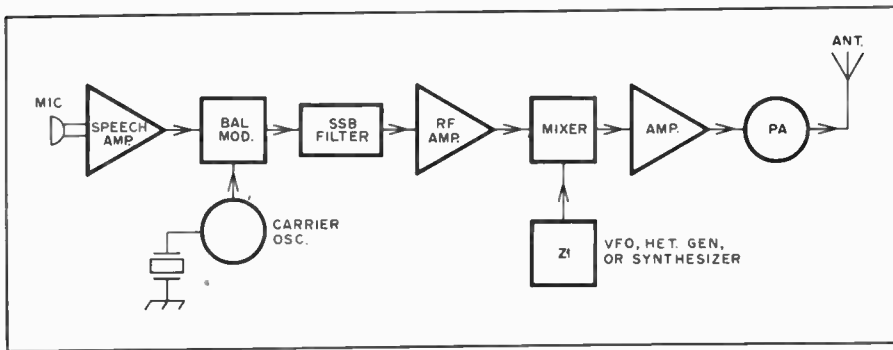 ANT.
MIC
SPEECH
AMP.
BAL
MOD.
SSB
FILTER
RF
AMP.
MIXER
AMP.
PA
CARRIER
OSC.
Z1
VFO, HET. GEN,
OR SYNTHESIZER